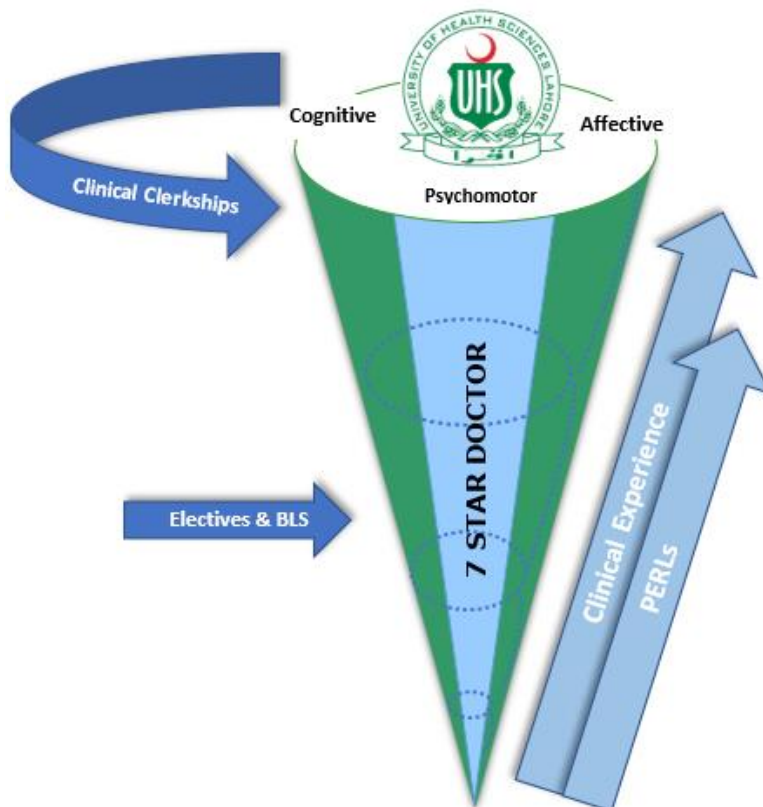 UNIVERSITY OF HEALTH SCIENCES LAHORE
UHS
اقرا
Cognitive
Affective
Psychomotor
Clinical Clerkships
7 STAR DOCTOR
Electives & BLS
Clinical Experience
PERLs